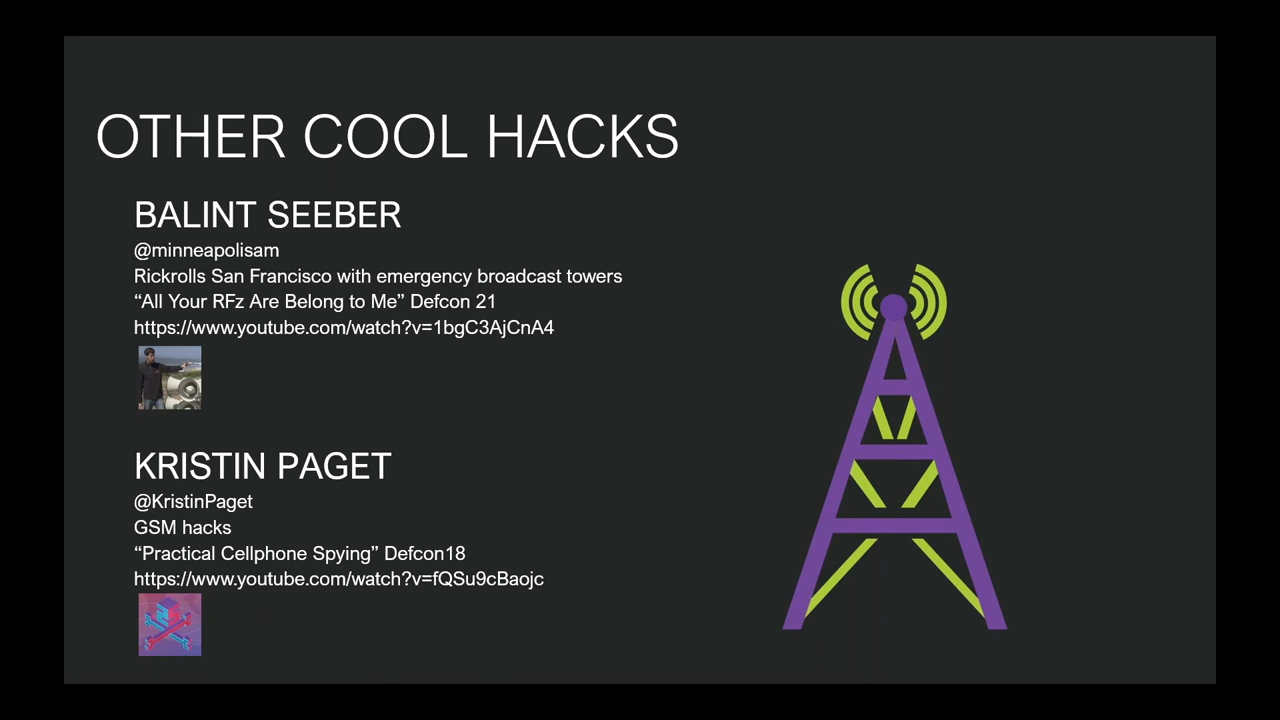 OTHER COOL HACKS
BALINT SEEBER
@minneapolisam
Rickrolls San Francisco with emergency broadcast towers
“All Your RFz Are Belong to Me” Defcon 21
https://www.youtube.com/watch?v=1bgC3AjCnA4
KRISTIN PAGET
@KristinPaget
GSM hacks
“Practical Cellphone Spying” Defcon18
https://www.youtube.com/watch?v=fQSu9cBaojc